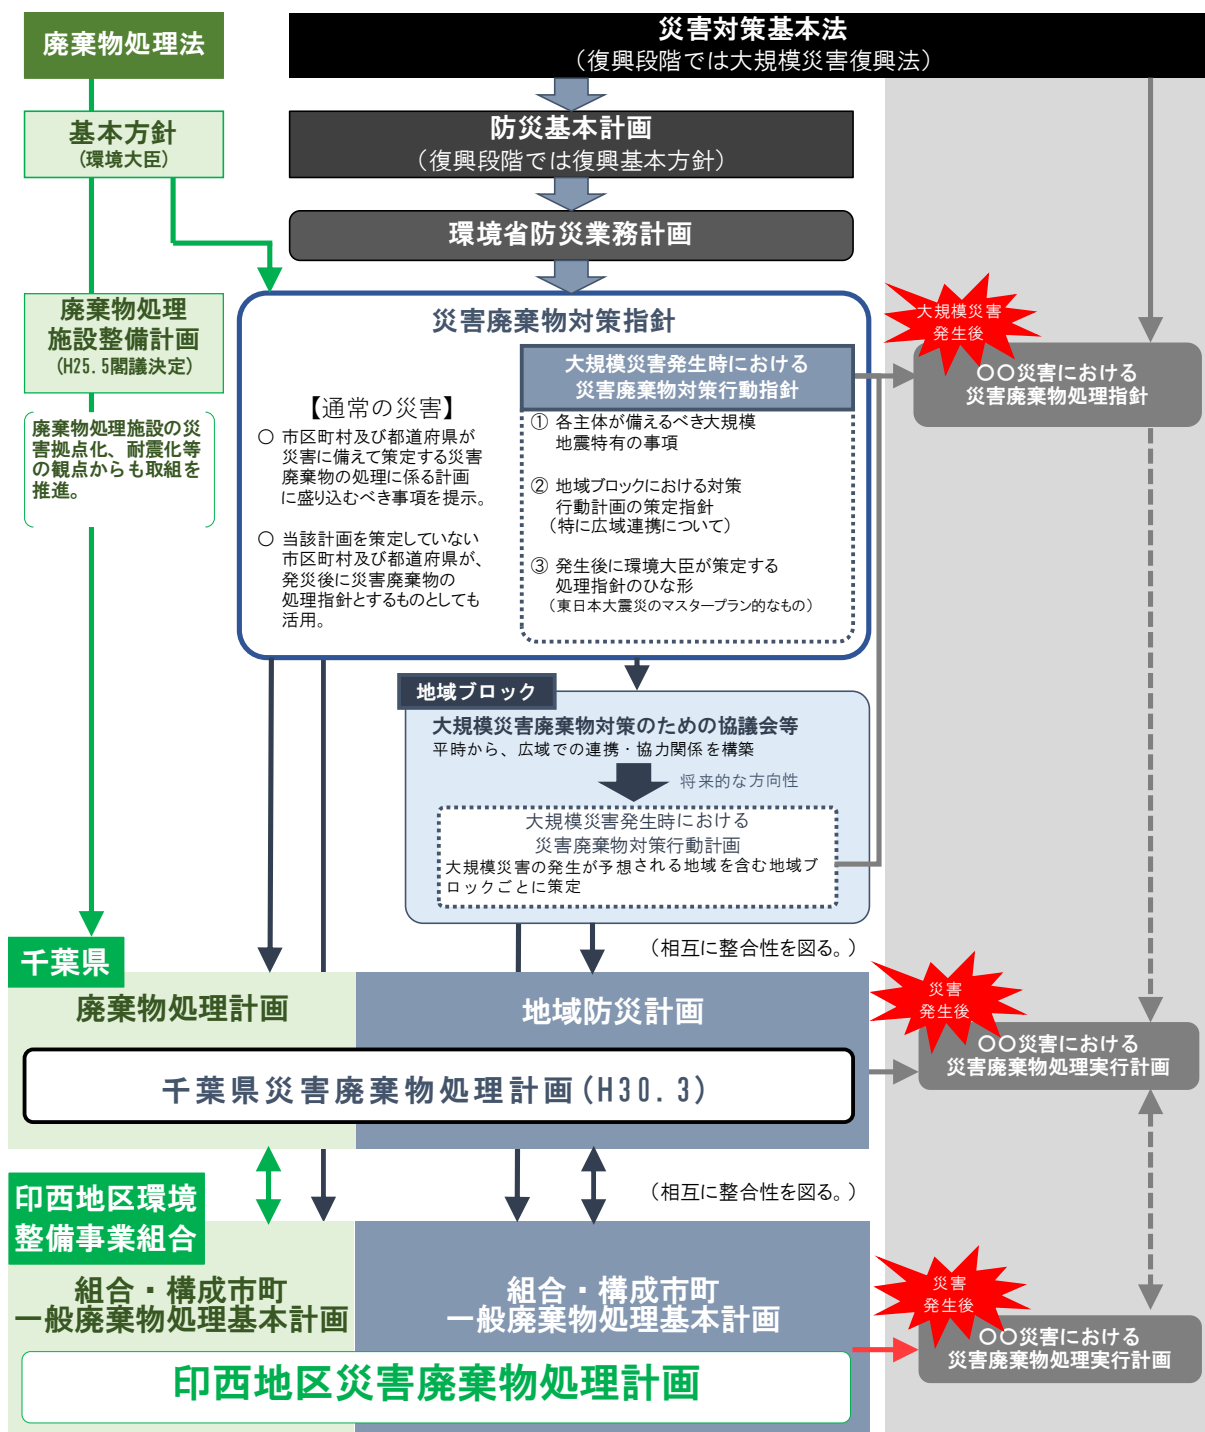 廃棄物処理法
災害対策基本法
（復興段階では大規模災害復興法）
基本方針
(環境大臣)
防災基本計画
（復興段階では復興基本方針）
環境省防災業務計画
廃棄物処理
施設整備計画
(H25.5閣議決定)
廃棄物処理施設の災
害拠点化、耐震化等
の観点からも取組を
推進。
災害廃棄物対策指針
【通常の災害】
○ 市区町村及び都道府県が
災害に備えて策定する災害
廃棄物の処理に係る計画
に盛り込むべき事項を提示。
○ 当該計画を策定していない
市区町村及び都道府県が、
発災後に災害廃棄物の
処理指針とするものとしても
活用。
大規模災害発生時における
災害廃棄物対策行動指針
① 各主体が備えるべき大規模
地震特有の事項
② 地域ブロックにおける対策
行動計画の策定指針
（特に広域連携について）
③ 発生後に環境大臣が策定する
処理指針のひな形
（東日本大震災のマスタープラン的なもの）
大規模災害
発生後
〇〇災害における
災害廃棄物処理指針
地域ブロック
大規模災害廃棄物対策のための協議会等
平時から、広域での連携・協力関係を構築
将来的な方向性
大規模災害発生時における
災害廃棄物対策行動計画
大規模災害の発生が予想される地域を含む地域ブ
ロックごとに策定
（相互に整合性を図る。）
千葉県
廃棄物処理計画
地域防災計画
千葉県災害廃棄物処理計画(H30.3)
災害
発生後
〇〇災害における
災害廃棄物処理実行計画
（相互に整合性を図る。）
印西地区環境
整備事業組合
組合・構成市町
一般廃棄物処理基本計画
組合・構成市町
一般廃棄物処理基本計画
印西地区災害廃棄物処理計画
災害
発生後
〇〇災害における
災害廃棄物処理実行計画